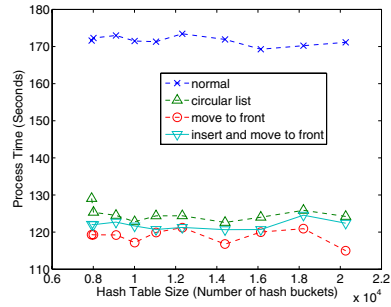 180
170
160
150
140
130
120
110
Process Time (Seconds)
normal
circular list
move to front
insert and move to front
0.6 0.8 1 1.2 1.4 1.6 1.8 2 2.2
Hash Table Size (Number of hash buckets)
x 10⁴